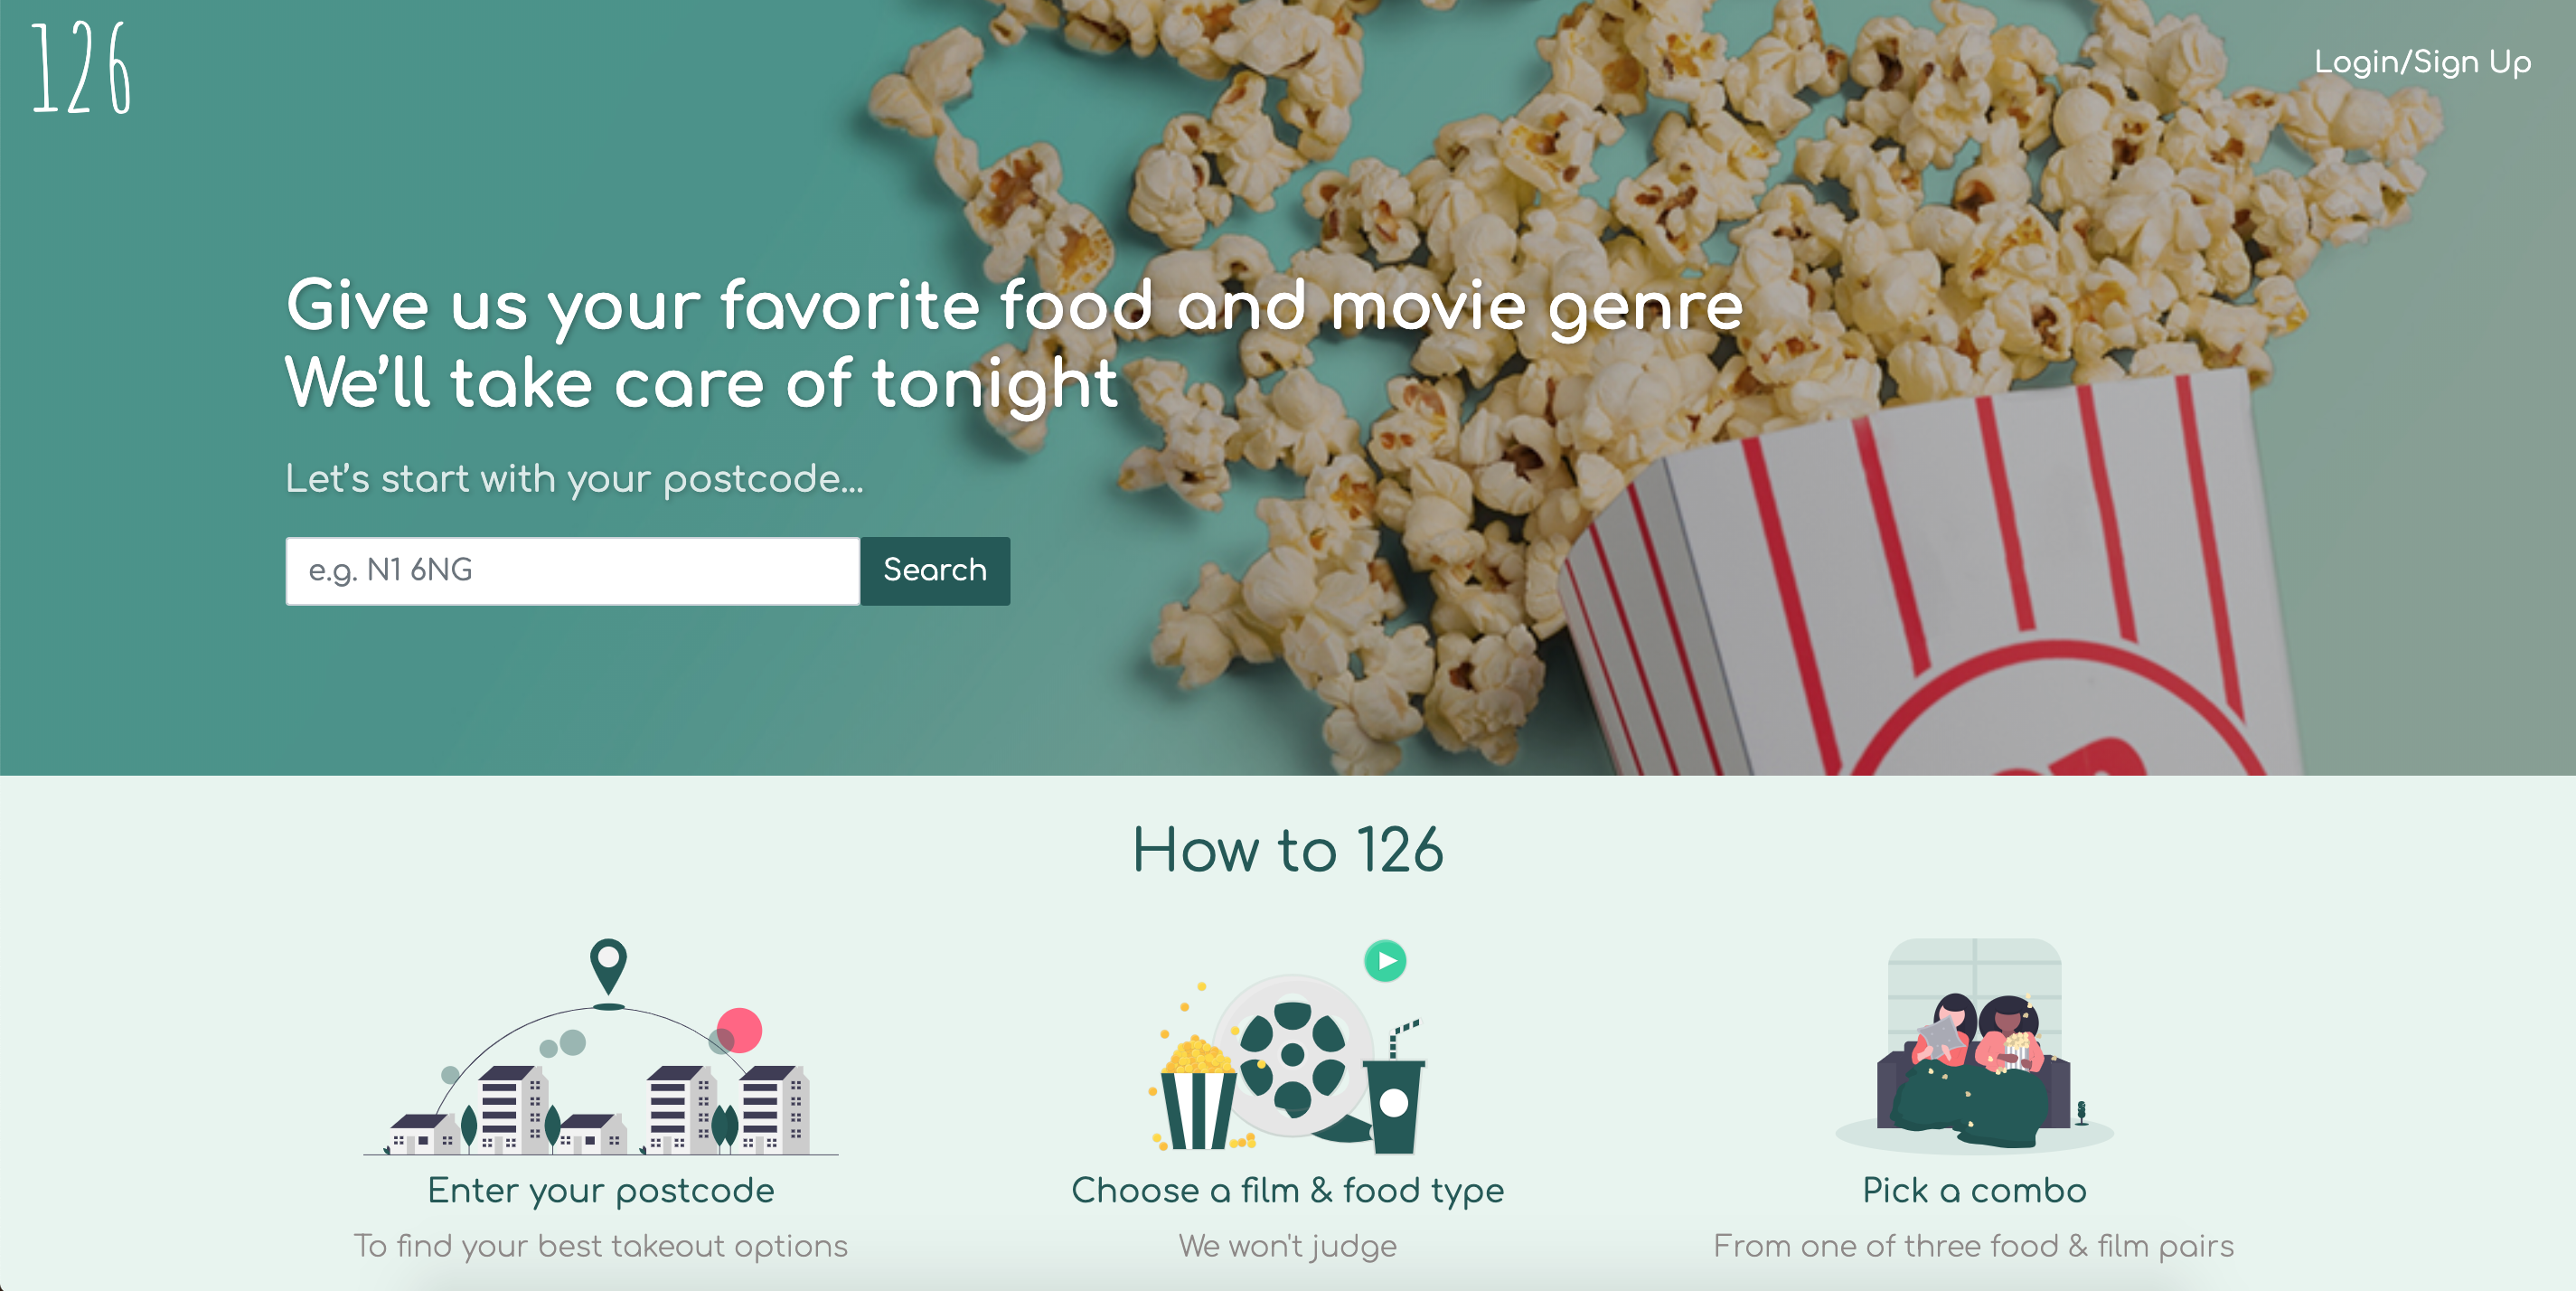 126
Login/Sign Up
Give us your favorite food and movie genre
We’ll take care of tonight
Let’s start with your postcode...
e.g. N1 6NG
Search
How to 126
Enter your postcode
To find your best takeout options
Choose a film & food type
We won't judge
Pick a combo
From one of three food & film pairs